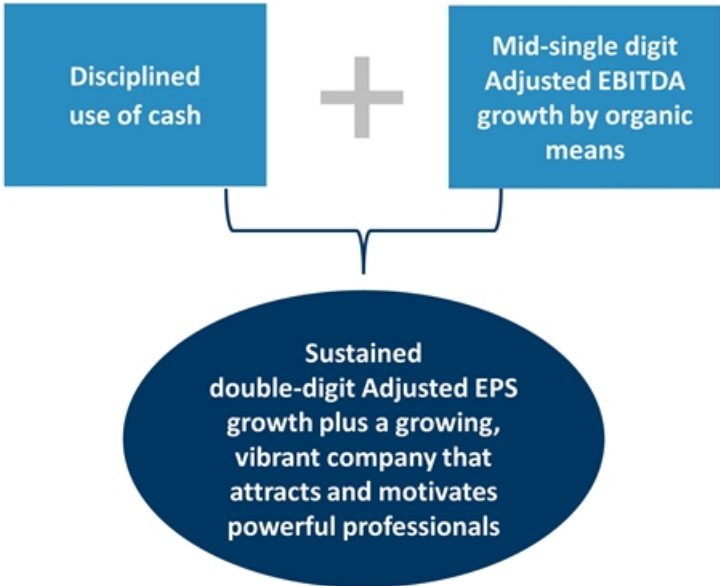 Disciplined
use of cash
+
Mid-single digit
Adjusted EBITDA
growth by organic
means
Sustained
double-digit Adjusted EPS
growth plus a growing,
vibrant company that
attracts and motivates
powerful professionals